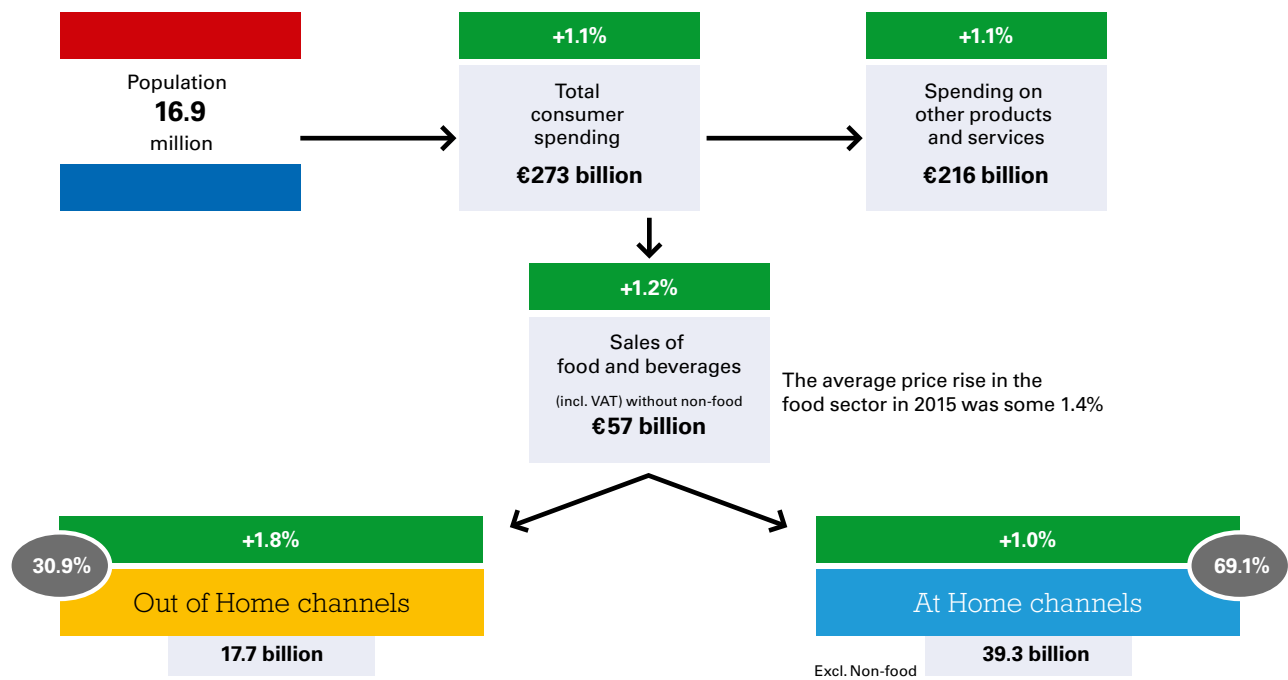 Population
16.9
million
+1.1%
Total
consumer
spending
€273 billion
+1.1%
Spending on
other products
and services
€216 billion
+1.2%
Sales of
food and beverages
(incl. VAT) without non-food
€57 billion
The average price rise in the
food sector in 2015 was some 1.4%
30.9%
+1.8%
Out of Home channels
17.7 billion
+1.0%
69.1%
At Home channels
Excl. Non-food
39.3 billion